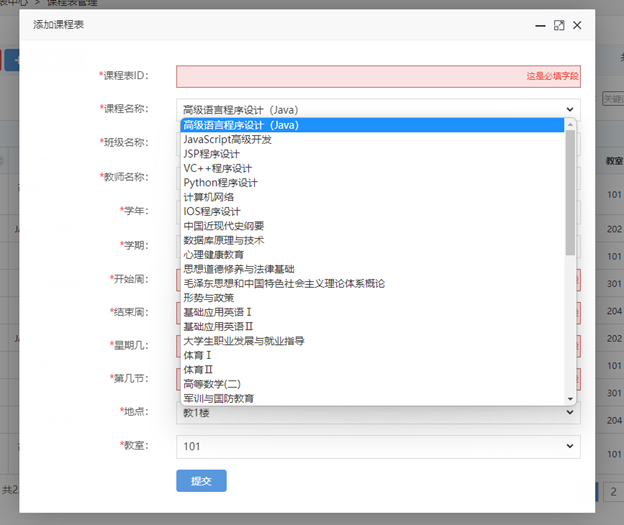 表中心 > 课程表管理
添加课程表
*课程表ID： 这是必填字段
*课程名称： 高级语言程序设计（Java）
高级语言程序设计（Java）
JavaScript高级开发
*班级名称：
JSP程序设计
VC++程序设计
*教师名称：
Python程序设计
计算机网络
*学年：
IOS程序设计
中国近现代史纲要
*学期：
数据库原理与技术
心理健康教育
思想道德修养与法律基础
*开始周：
毛泽东思想和中国特色社会主义理论体系概论
形势与政策
*结束周：
基础应用英语Ⅰ
基础应用英语Ⅱ
*星期几：
大学生职业发展与就业指导
体育Ⅰ
体育Ⅱ
*第几节：
高等数学(二)
军训与国防教育
*地点： 教1楼
*教室： 101
提交
关键
教室
101
202
101
301
204
202
101
301
204
101
共2
2